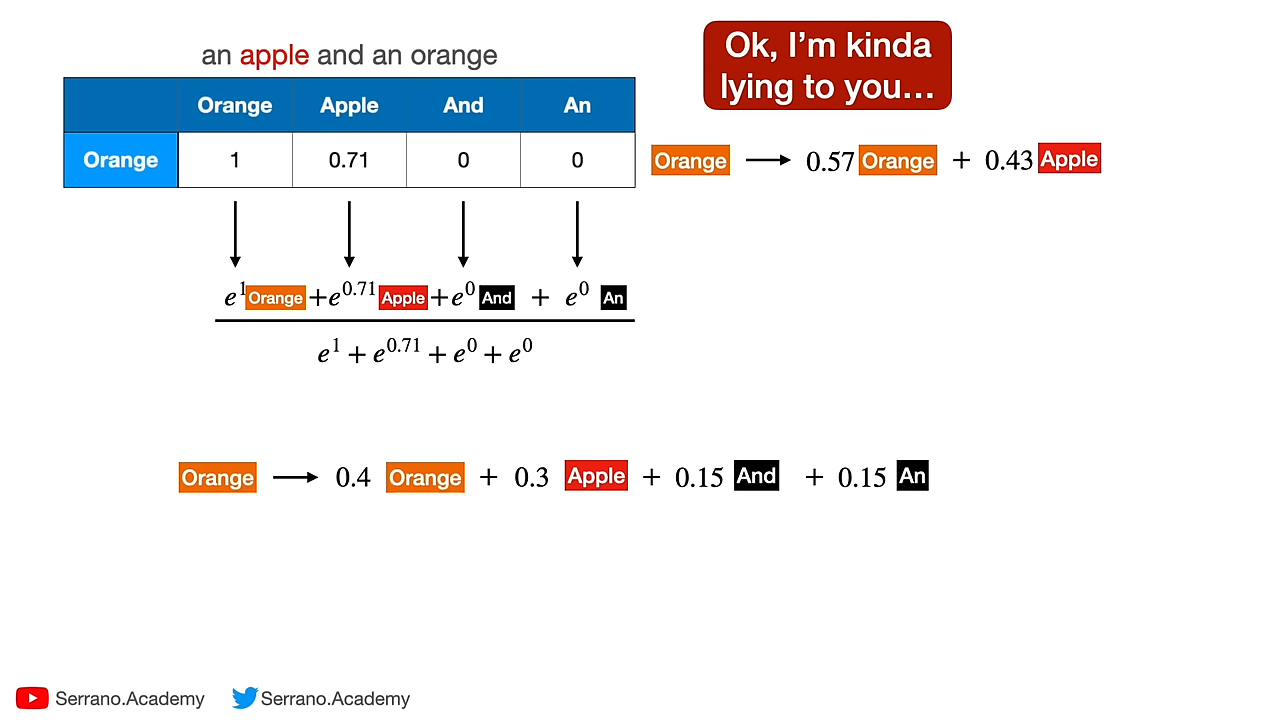 an apple and an orange
Ok, I'm kinda
lying to you...
Orange Apple And An
Orange 1 0.71 0 0
Orange ⟶ 0.57 Orange + 0.43 Apple
e^1 Orange + e^0.71 Apple + e^0 And + e^0 An
e^1 + e^0.71 + e^0 + e^0
Orange ⟶ 0.4 Orange + 0.3 Apple + 0.15 And + 0.15 An
Serrano.Academy Serrano.Academy